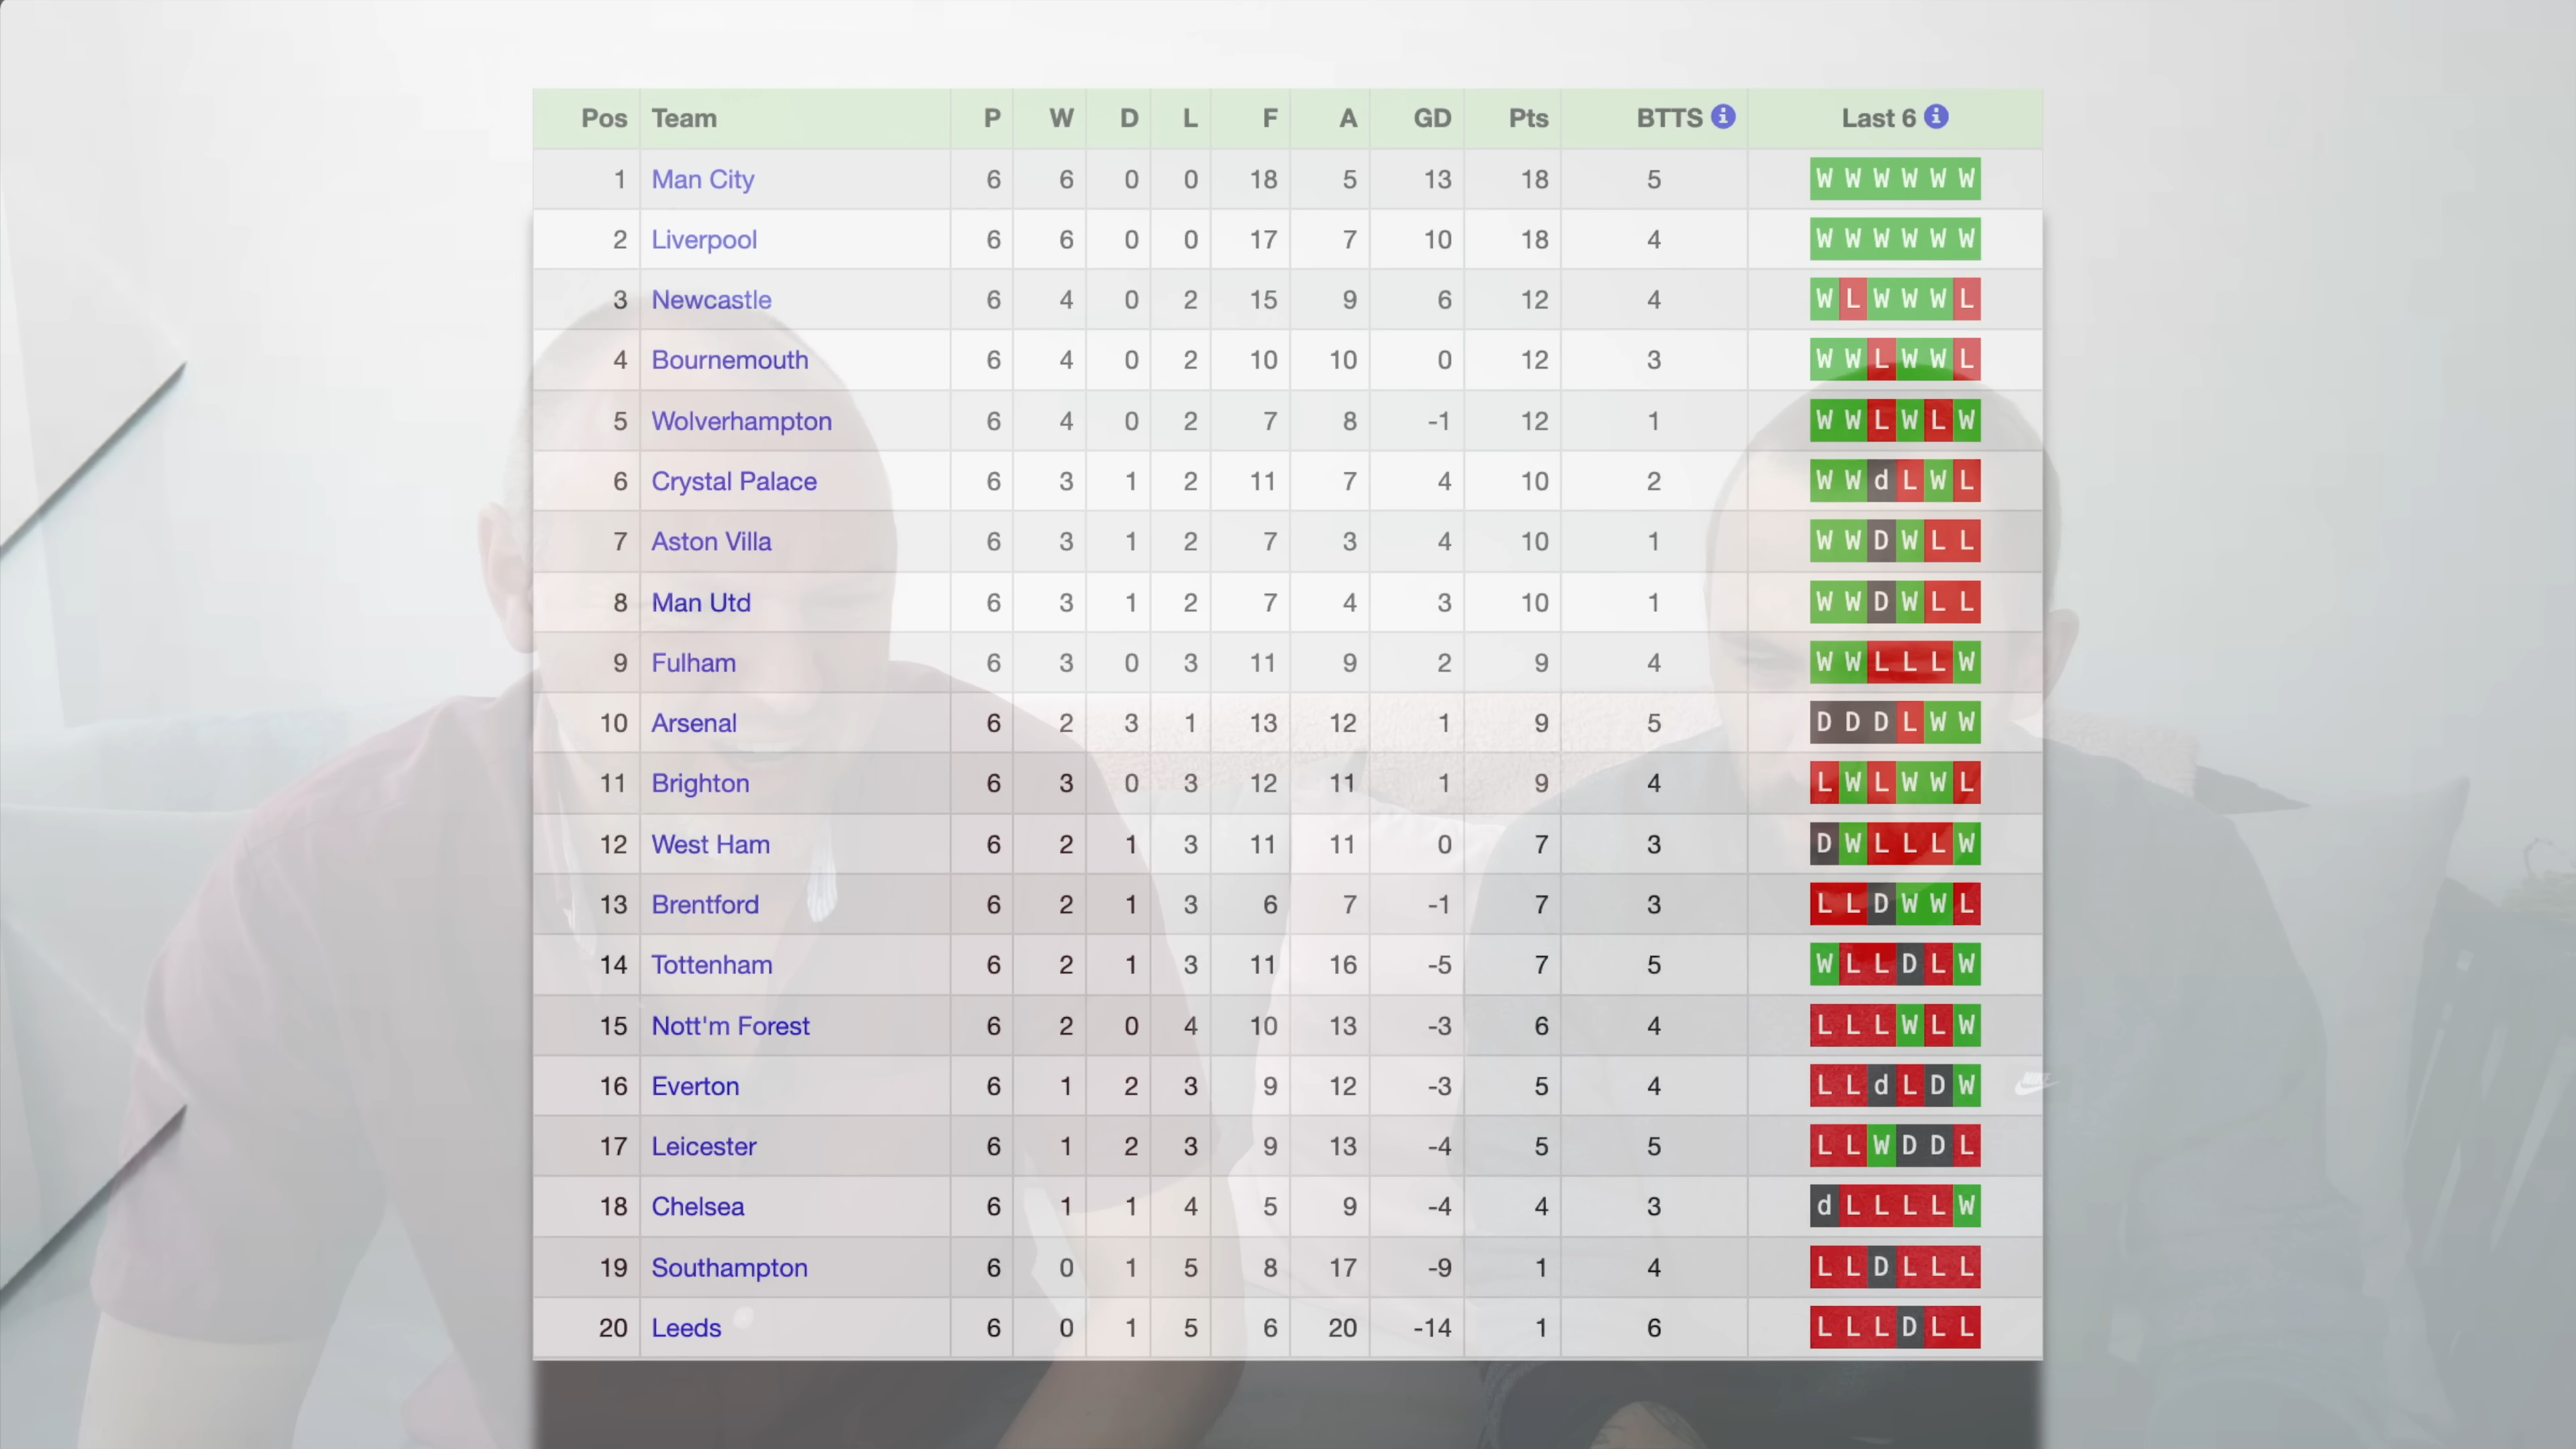 Pos Team P W D L F A GD Pts BTTS i Last 6 i
1 Man City 6 6 0 0 18 5 13 18 5 W W W W W W
2 Liverpool 6 6 0 0 17 7 10 18 4 W W W W W W
3 Newcastle 6 4 0 2 15 9 6 12 4 W L W W W L
4 Bournemouth 6 4 0 2 10 10 0 12 3 W W L W W L
5 Wolverhampton 6 4 0 2 7 8 -1 12 1 W W L W L W
6 Crystal Palace 6 3 1 2 11 7 4 10 2 W W d L W L
7 Aston Villa 6 3 1 2 7 3 4 10 1 W W D W L L
8 Man Utd 6 3 1 2 7 4 3 10 1 W W D W L L
9 Fulham 6 3 0 3 11 9 2 9 4 W W L L L W
10 Arsenal 6 2 3 1 13 12 1 9 5 D D D L W W
11 Brighton 6 3 0 3 12 11 1 9 4 L W L W W L
12 West Ham 6 2 1 3 11 11 0 7 3 D W L L L W
13 Brentford 6 2 1 3 6 7 -1 7 3 L L D W W L
14 Tottenham 6 2 1 3 11 16 -5 7 5 W L L D L W
15 Nott'm Forest 6 2 0 4 10 13 -3 6 4 L L L W L W
16 Everton 6 1 2 3 9 12 -3 5 4 L L d L D W
17 Leicester 6 1 2 3 9 13 -4 5 5 L L W D D L
18 Chelsea 6 1 1 4 5 9 -4 4 3 d L L L L W
19 Southampton 6 0 1 5 8 17 -9 1 4 L L D L L L
20 Leeds 6 0 1 5 6 20 -14 1 6 L L L D L L